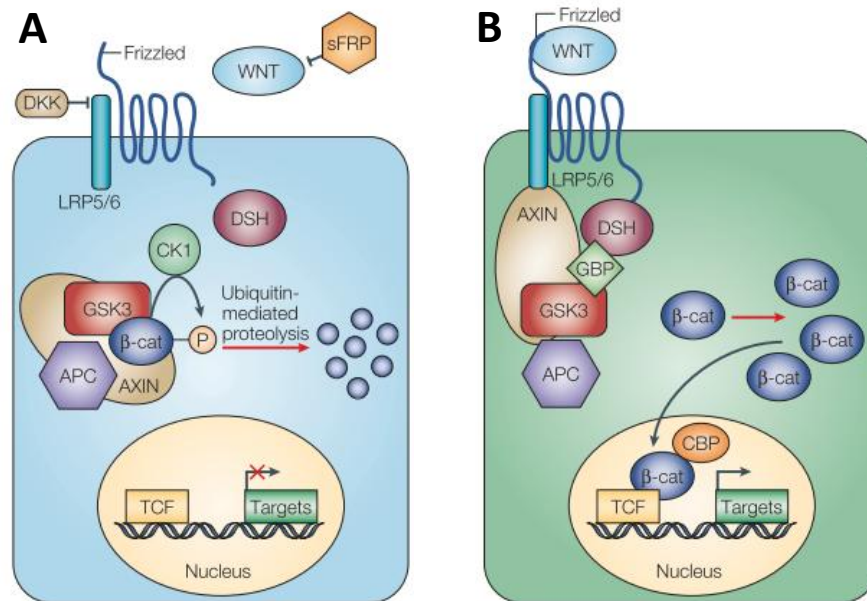 A
Frizzled
WNT
sFRP
DKK
LRP5/6
DSH
CK1
GSK3
Ubiquitin-
mediated
proteolysis
β-cat
P
APC
AXIN
TCF
Targets
Nucleus
B
Frizzled
WNT
LRP5/6
AXIN
DSH
GBP
GSK3
β-cat
β-cat
β-cat
β-cat
APC
CBP
β-cat
TCF
Targets
Nucleus